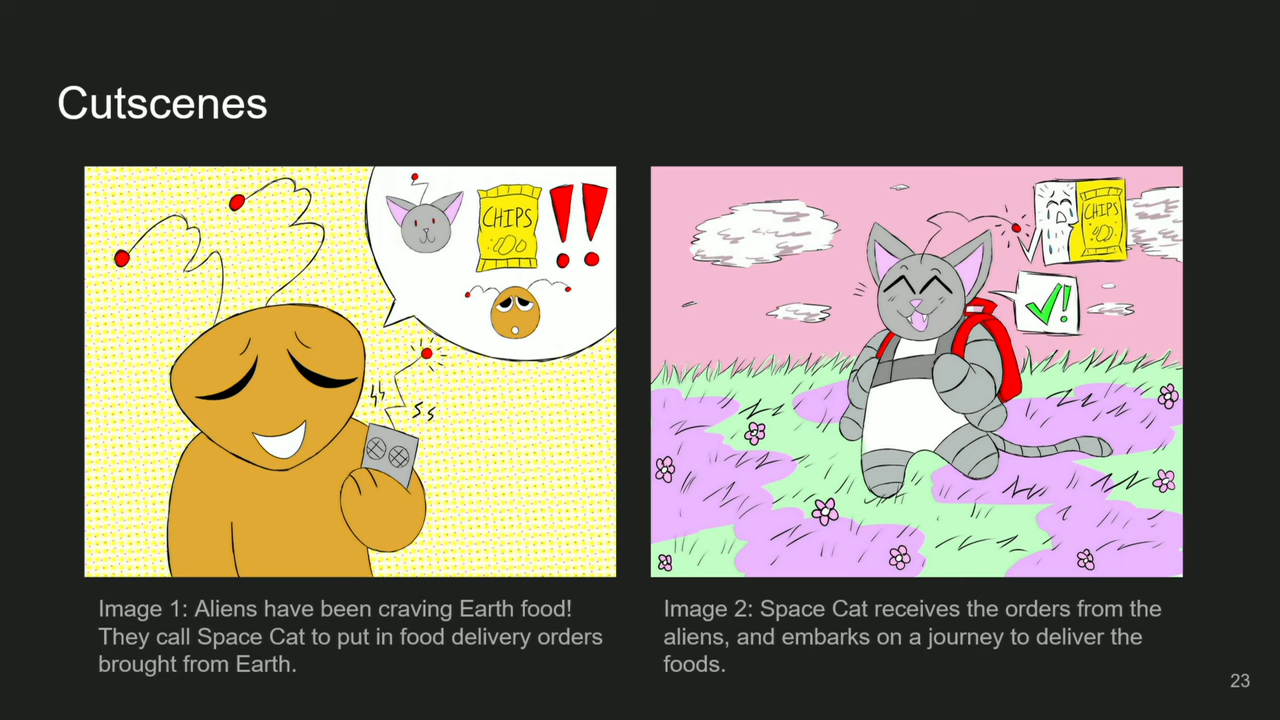 Cutscenes
CHIPS
CHIPS
Image 1: Aliens have been craving Earth food!
They call Space Cat to put in food delivery orders
brought from Earth.
Image 2: Space Cat receives the orders from the
aliens, and embarks on a journey to deliver the
foods.
23